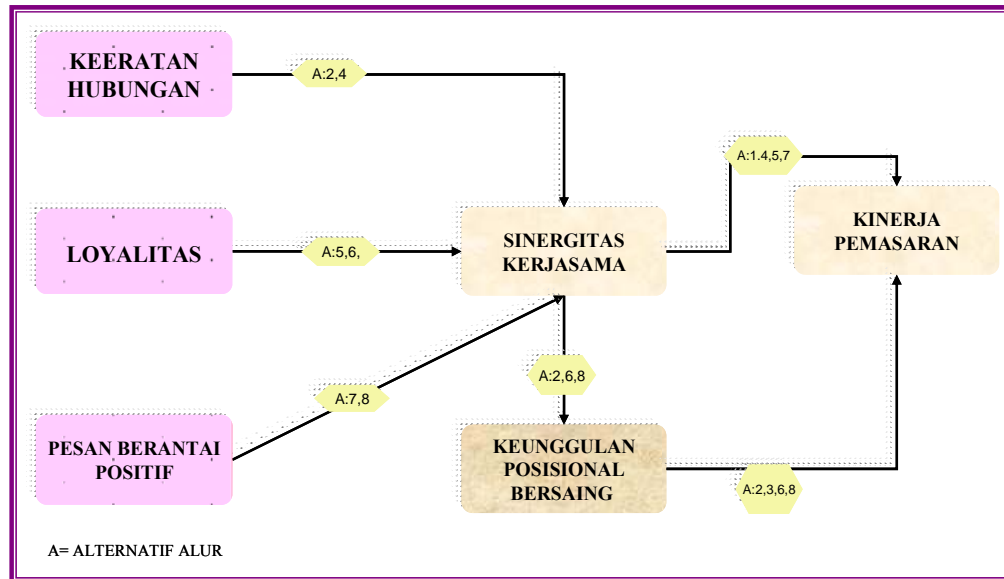 KEERATAN
HUBUNGAN
A:2,4
A:1.4,5,7
KINERJA
PEMASARAN
LOYALITAS
A:5,6,
SINERGITAS
KERJASAMA
A:2,6,8
A:7,8
PESAN BERANTAI
POSITIF
KEUNGGULAN
POSISIONAL
BERSAING
A:2,3,6,8
A= ALTERNATIF ALUR